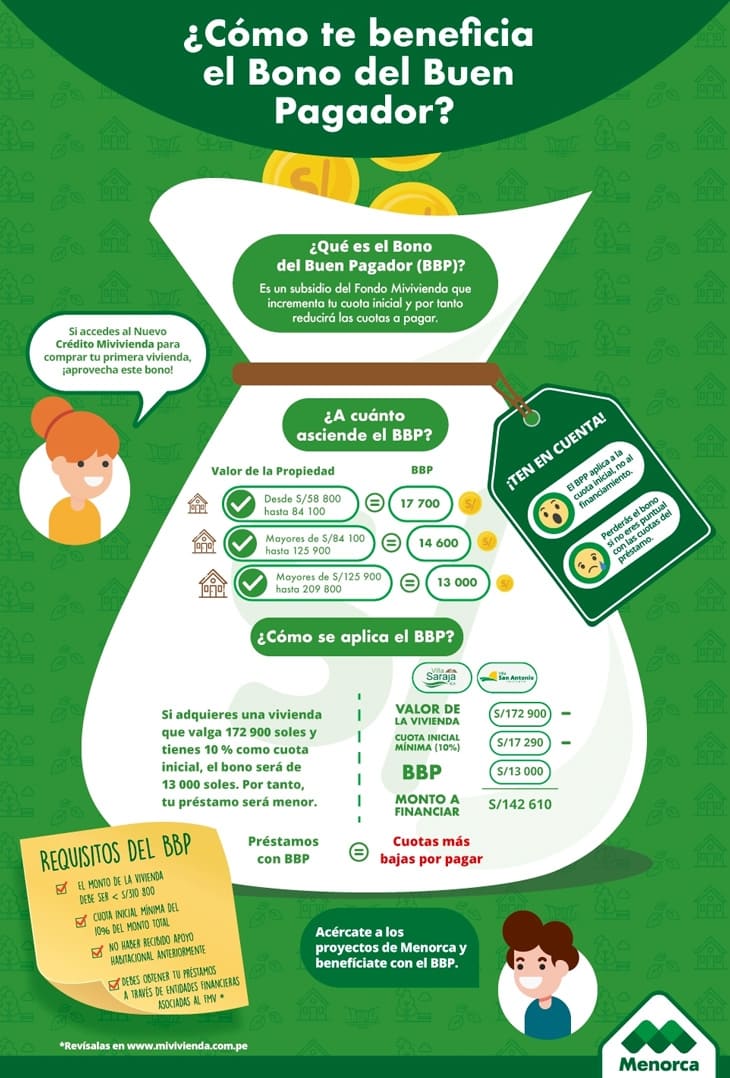 ¿Cómo te beneficia
el Bono del Buen
Pagador?
S/
¿Qué es el Bono
del Buen Pagador (BBP)?
Es un subsidio del Fondo Mivivienda que
incrementa tu cuota inicial y por tanto
reducirá las cuotas a pagar.
Si accedes al Nuevo
Crédito Mivivienda para
comprar tu primera vivienda,
¡aprovecha este bono!
¿A cuánto
asciende el BBP?
¡TEN EN CUENTA!
El BPP aplica a la
cuota inicial, no al
financiamiento.
Perderás el bono
si no eres puntual
con las cuotas del
préstamo.
Valor de la Propiedad BBP
Desde S/58 800
hasta 84 100
= 17 700 S/
Mayores de S/84 100
hasta 125 900
= 14 600 S/
Mayores de S/125 900
hasta 209 800
= 13 000 S/
¿Cómo se aplica el BBP?
Villa
Saraja
Villa
San Antonio
Si adquieres una vivienda
que valga 172 900 soles y
tienes 10 % como cuota
inicial, el bono será de
13 000 soles. Por tanto,
tu préstamo será menor.
VALOR DE
LA VIVIENDA
S/172 900 –
CUOTA INICIAL
MÍNIMA (10%)
S/17 290 –
BBP S/13 000
MONTO A
FINANCIAR
S/142 610
Préstamos
con BBP
=
Cuotas más
bajas por pagar
REQUISITOS DEL BBP
EL MONTO DE LA VIVIENDA
DEBE SER < S/310 800
CUOTA INICIAL MÍNIMA DEL
10% DEL MONTO TOTAL
NO HABER RECIBIDO APOYO
HABITACIONAL ANTERIORMENTE
DEBES OBTENER TU PRÉSTAMOS
A TRAVÉS DE ENTIDADES FINANCIERAS
ASOCIADAS AL FMV *
Acércate a los
proyectos de Menorca y
benefíciate con el BBP.
*Revísalas en www.mivivienda.com.pe
Menorca